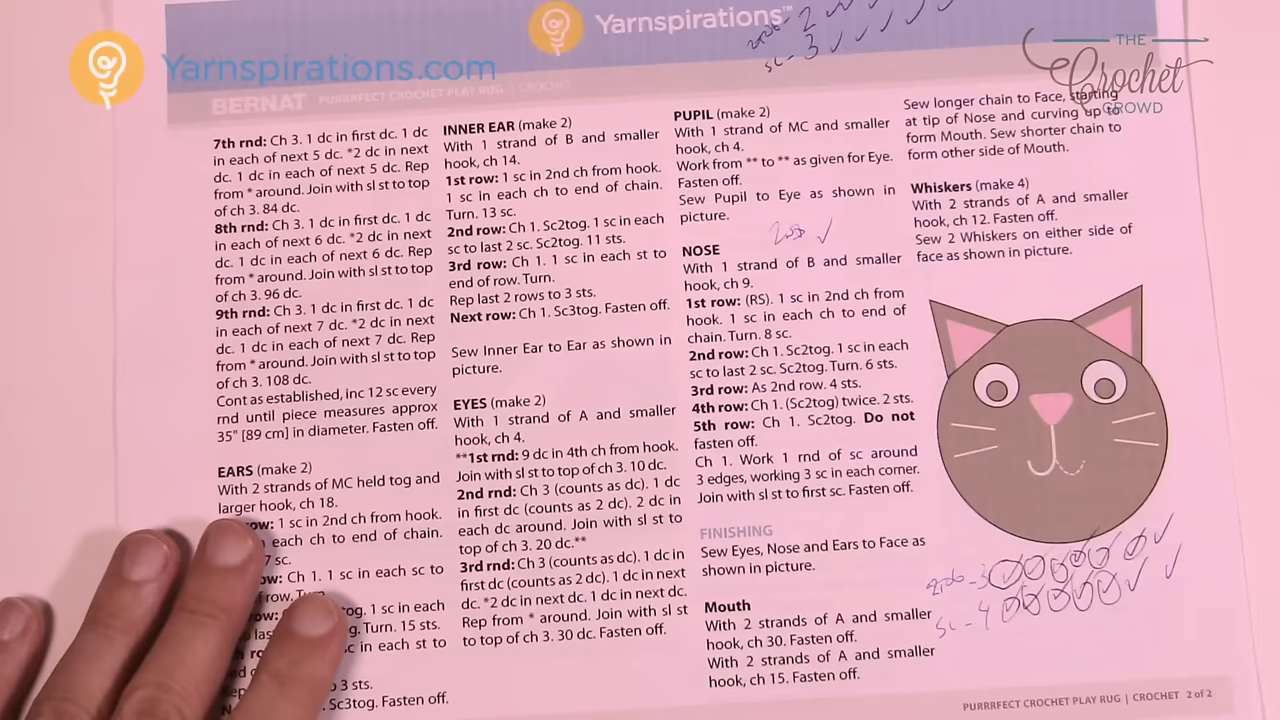 Yarnspirations.com
Yarnspirations™
THE
Crochet
CROWD
BERNAT PURRRFECT CROCHET PLAY RUG | CROCHET
7th rnd: Ch 3. 1 dc in first dc. 1 dc
in each of next 5 dc. *2 dc in next
dc. 1 dc in each of next 5 dc. Rep
from * around. Join with sl st to top
of ch 3. 84 dc.
8th rnd: Ch 3. 1 dc in first dc. 1 dc
in each of next 6 dc. *2 dc in next
dc. 1 dc in each of next 6 dc. Rep
from * around. Join with sl st to top
of ch 3. 96 dc.
9th rnd: Ch 3. 1 dc in first dc. 1 dc
in each of next 7 dc. *2 dc in next
dc. 1 dc in each of next 7 dc. Rep
from * around. Join with sl st to top
of ch 3. 108 dc.
Cont as established, inc 12 sc every
rnd until piece measures approx
35" [89 cm] in diameter. Fasten off.
EARS (make 2)
With 2 strands of MC held tog and
larger hook, ch 18.
row: 1 sc in 2nd ch from hook.
each ch to end of chain.
7 sc.
Ch 1. 1 sc in each sc to
row.
tog. 1 sc in each
Turn. 15 sts.
in each st to
3 sts.
Sc3tog. Fasten off.
INNER EAR (make 2)
With 1 strand of B and smaller
hook, ch 14.
1st row: 1 sc in 2nd ch from hook.
1 sc in each ch to end of chain.
Turn. 13 sc.
2nd row: Ch 1. Sc2tog. 1 sc in each
sc to last 2 sc. Sc2tog. 11 sts.
3rd row: Ch 1. 1 sc in each st to
end of row. Turn.
Rep last 2 rows to 3 sts.
Next row: Ch 1. Sc3tog. Fasten off.
Sew Inner Ear to Ear as shown in
picture.
EYES (make 2)
With 1 strand of A and smaller
hook, ch 4.
**1st rnd: 9 dc in 4th ch from hook.
Join with sl st to top of ch 3. 10 dc.
2nd rnd: Ch 3 (counts as dc). 1 dc
in first dc (counts as 2 dc). 2 dc in
each dc around. Join with sl st to
top of ch 3. 20 dc.**
3rd rnd: Ch 3 (counts as dc). 1 dc in
first dc (counts as 2 dc). 1 dc in next
dc. *2 dc in next dc. 1 dc in next dc.
Rep from * around. Join with sl st
to top of ch 3. 30 dc. Fasten off.
PUPIL (make 2)
With 1 strand of MC and smaller
hook, ch 4.
Work from ** to ** as given for Eye.
Fasten off.
Sew Pupil to Eye as shown in
picture.
NOSE
With 1 strand of B and smaller
hook, ch 9.
1st row: (RS). 1 sc in 2nd ch from
hook. 1 sc in each ch to end of
chain. Turn. 8 sc.
2nd row: Ch 1. Sc2tog. 1 sc in each
sc to last 2 sc. Sc2tog. Turn. 6 sts.
3rd row: As 2nd row. 4 sts.
4th row: Ch 1. (Sc2tog) twice. 2 sts.
5th row: Ch 1. Sc2tog. Do not
fasten off.
Ch 1. Work 1 rnd of sc around
3 edges, working 3 sc in each corner.
Join with sl st to first sc. Fasten off.
FINISHING
Sew Eyes, Nose and Ears to Face as
shown in picture.
Mouth
With 2 strands of A and smaller
hook, ch 30. Fasten off.
With 2 strands of A and smaller
hook, ch 15. Fasten off.
Sew longer chain to Face, starting
at tip of Nose and curving up to
form Mouth. Sew shorter chain to
form other side of Mouth.
Whiskers (make 4)
With 2 strands of A and smaller
hook, ch 12. Fasten off.
Sew 2 Whiskers on either side of
face as shown in picture.
sc - 3
sc - 4
PURRRFECT CROCHET PLAY RUG | CROCHET 2 of 2